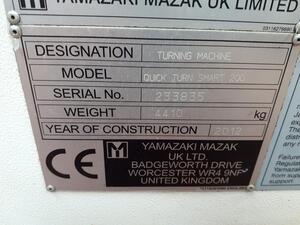 YAMAZAKI MAZAK UK LIMITED
DESIGNATION TURNING MACHINE
MODEL QUICK TURN SMART 200
SERIAL No. 233835
WEIGHT 4410 kg
YEAR OF CONSTRUCTION 2012
CE YAMAZAKI MAZAK
UK LTD.
BADGEWORTH DRIVE
WORCESTER WR4 9NF
UNITED KINGDOM